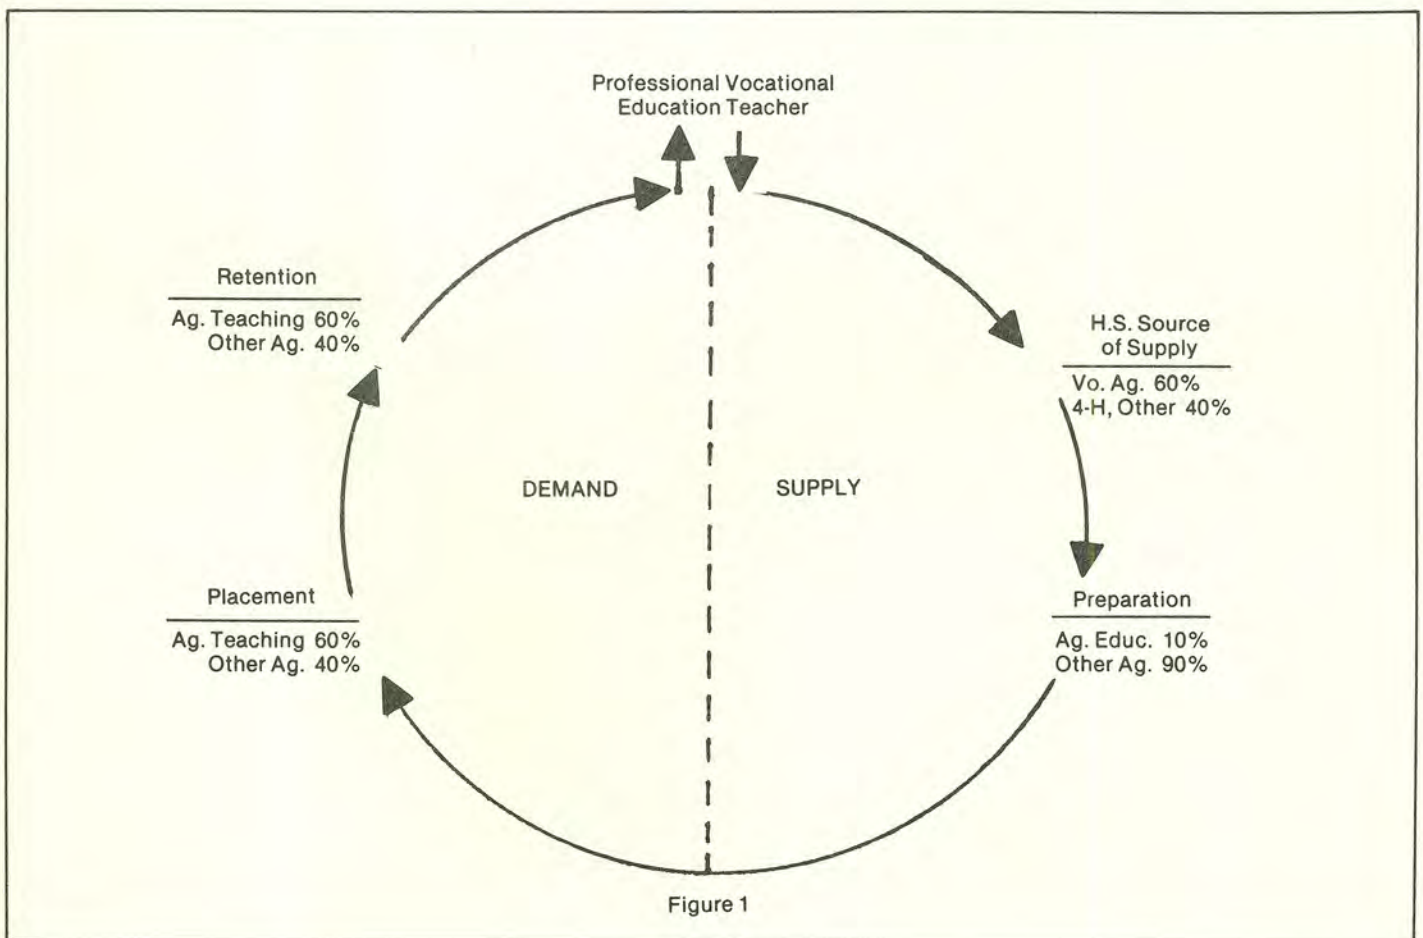 Professional Vocational
Education Teacher
Retention
Ag. Teaching 60%
Other Ag. 40%
H.S. Source
of Supply
Vo. Ag. 60%
4-H, Other 40%
DEMAND
SUPPLY
Placement
Ag. Teaching 60%
Other Ag. 40%
Preparation
Ag. Educ. 10%
Other Ag. 90%
Figure 1